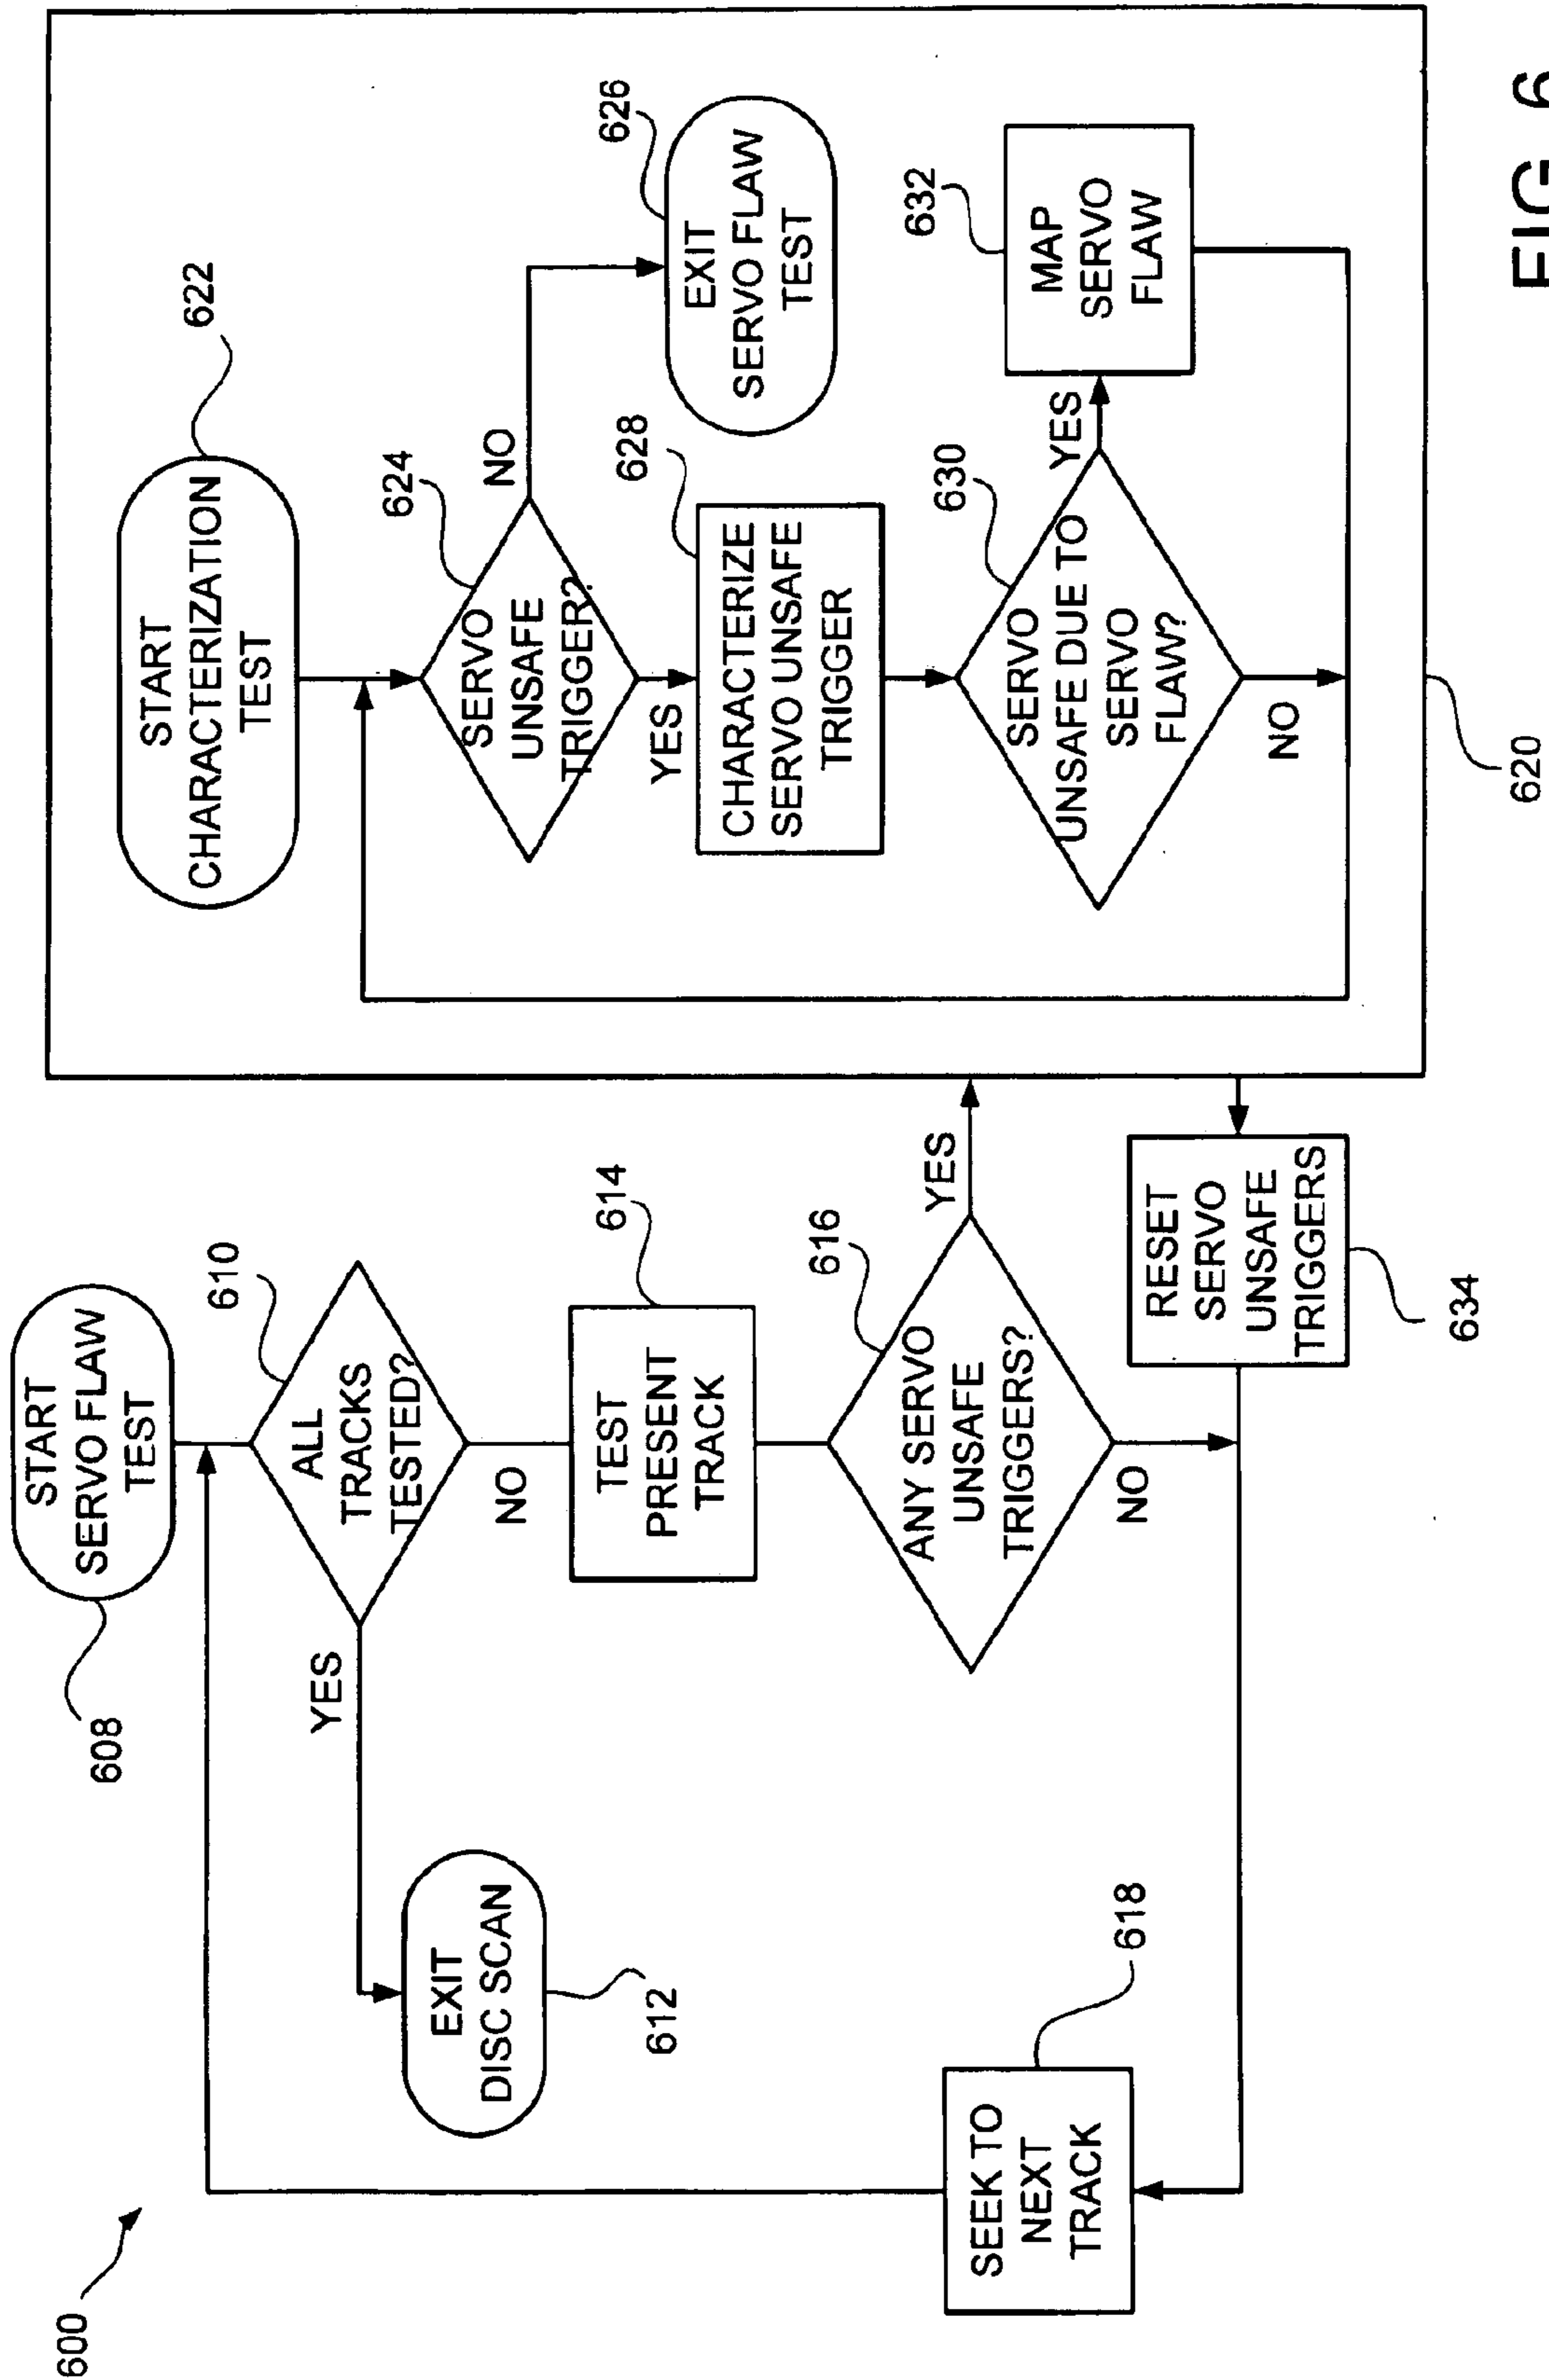 600
START
SERVO FLAW
TEST
608
610
ALL
TRACKS
TESTED?
YES
NO
EXIT
DISC SCAN
612
TEST
PRESENT
TRACK
614
616
ANY SERVO
UNSAFE
TRIGGERS?
YES
NO
SEEK TO
NEXT
TRACK
618
RESET
SERVO
UNSAFE
TRIGGERS
634
START
CHARACTERIZATION
TEST
622
624
SERVO
UNSAFE
TRIGGER?
NO
YES
EXIT
SERVO FLAW
TEST
626
CHARACTERIZE
SERVO UNSAFE
TRIGGER
628
630
SERVO
UNSAFE DUE TO
SERVO
FLAW?
YES
NO
MAP
SERVO
FLAW
632
620
FIG. 6